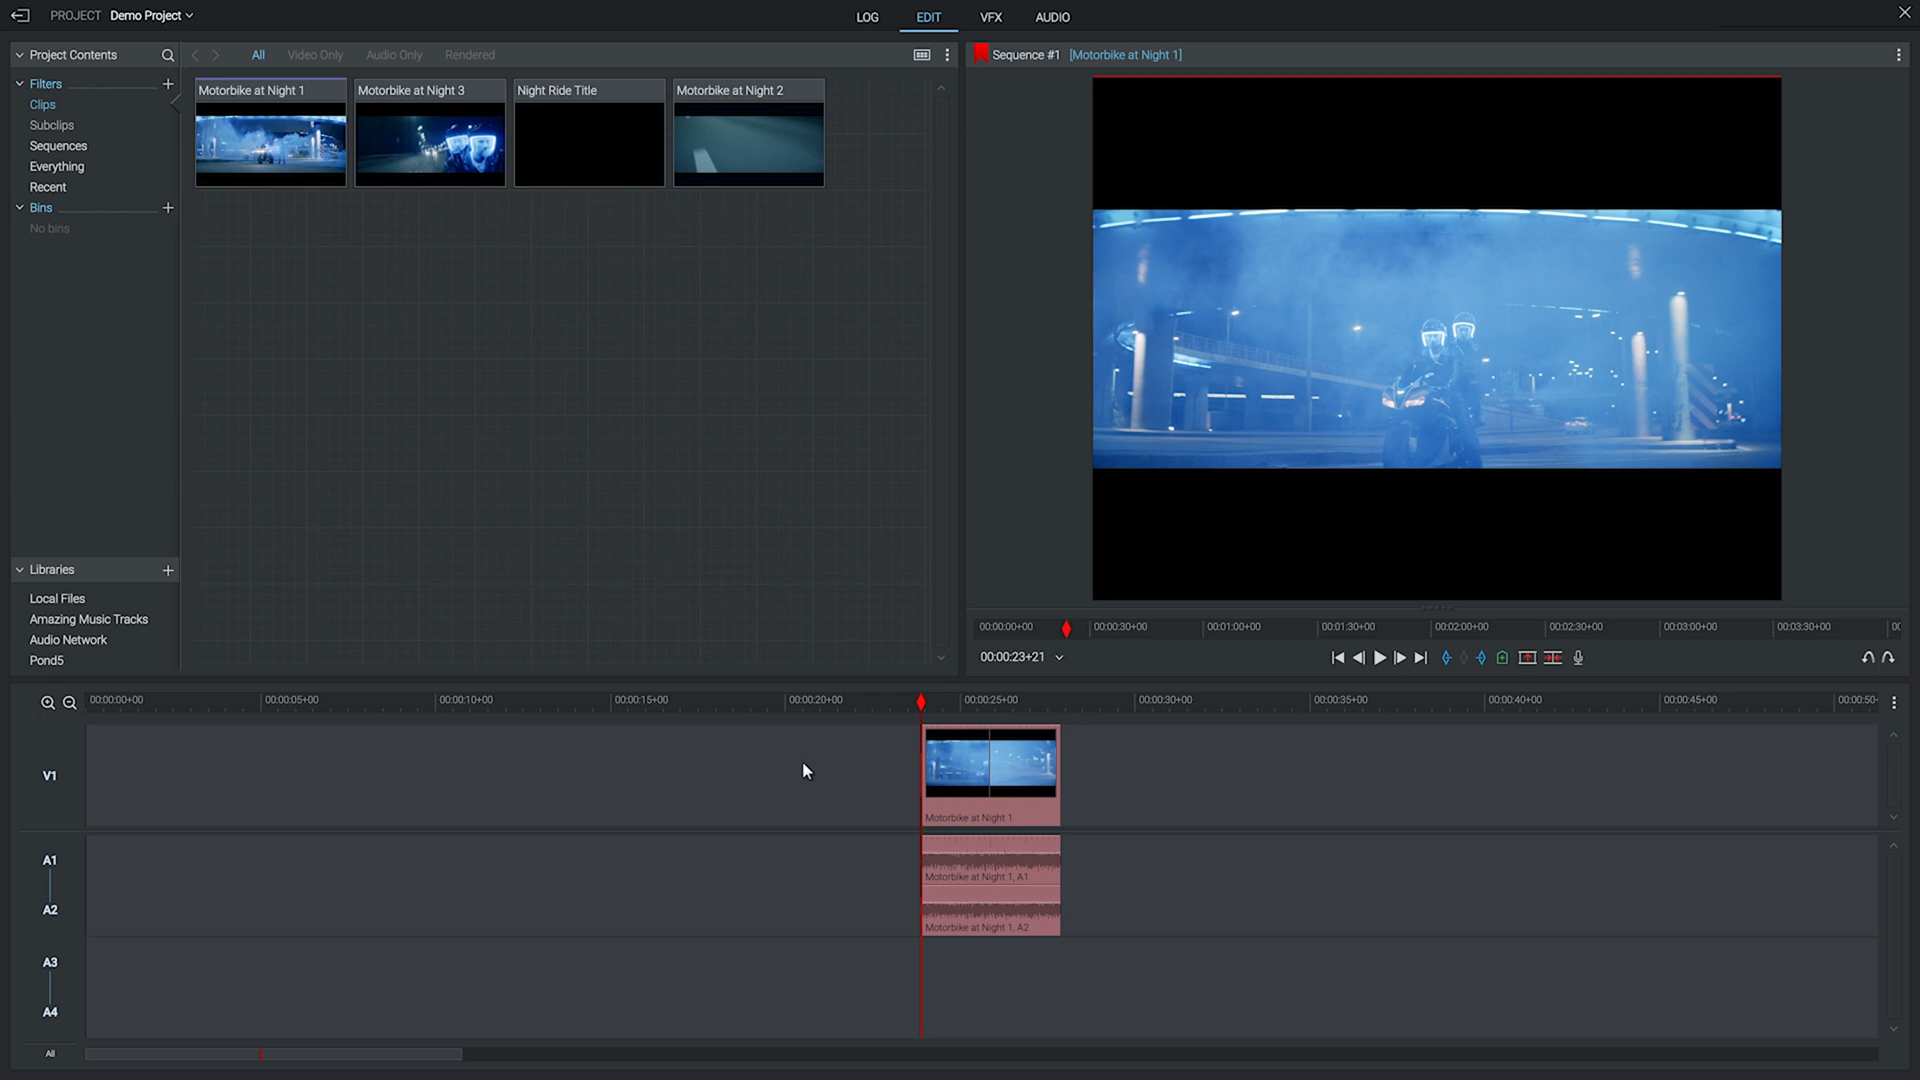 PROJECT Demo Project
LOG EDIT VFX AUDIO
Project Contents
All Video Only Audio Only Rendered
Sequence #1 [Motorbike at Night 1]
Filters
Clips
Subclips
Sequences
Everything
Recent
Bins
No bins
Motorbike at Night 1
Motorbike at Night 3
Night Ride Title
Motorbike at Night 2
Libraries
Local Files
Amazing Music Tracks
Audio Network
Pond5
00:00:00+00 00:00:30+00 00:01:00+00 00:01:30+00 00:02:00+00 00:02:30+00 00:03:00+00 00:03:30+00 00
00:00:23+21
00:00:00+00 00:00:05+00 00:00:10+00 00:00:15+00 00:00:20+00 00:00:25+00 00:00:30+00 00:00:35+00 00:00:40+00 00:00:45+00 00:00:50+
V1
Motorbike at Night 1
A1
Motorbike at Night 1, A1
A2
Motorbike at Night 1, A2
A3
A4
All